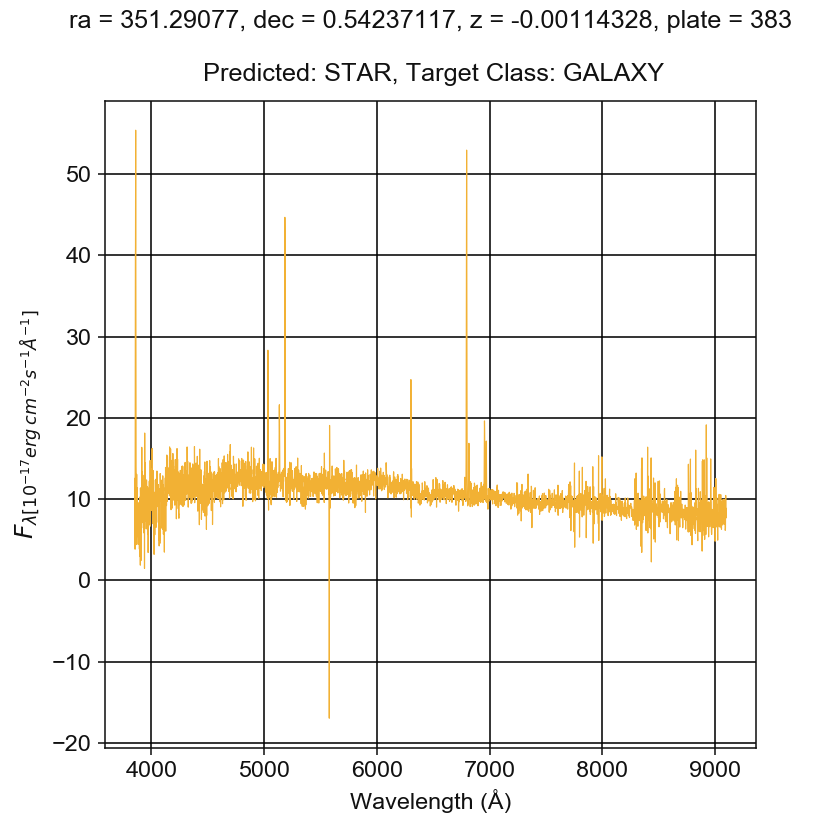 ra = 351.29077, dec = 0.54237117, z = -0.00114328, plate = 383
Predicted: STAR, Target Class: GALAXY
50
40
30
20
10
0
−10
−20
F_{λ[10^{−17} erg cm^{−2} s^{−1} Å^{−1}]}
4000 5000 6000 7000 8000 9000
Wavelength (Å)